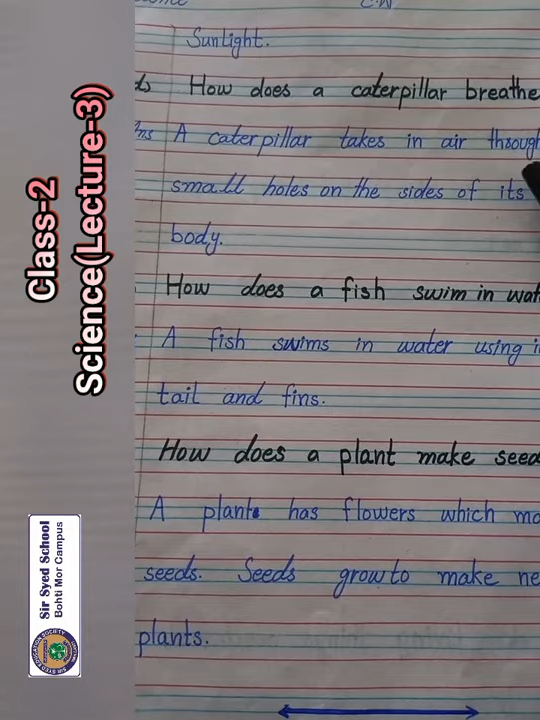 C.W
Sunlight.
How does a caterpillar breathe
Ans A caterpillar takes in air through
small holes on the sides of its
body.
How does a fish swim in wat
A fish swims in water using i
tail and fins.
How does a plant make seed
A plant has flowers which ma
seeds. Seeds grow to make ne
plants.
Class-2
Science(Lecture-3)
Sir Syed School
Bohti Mor Campus